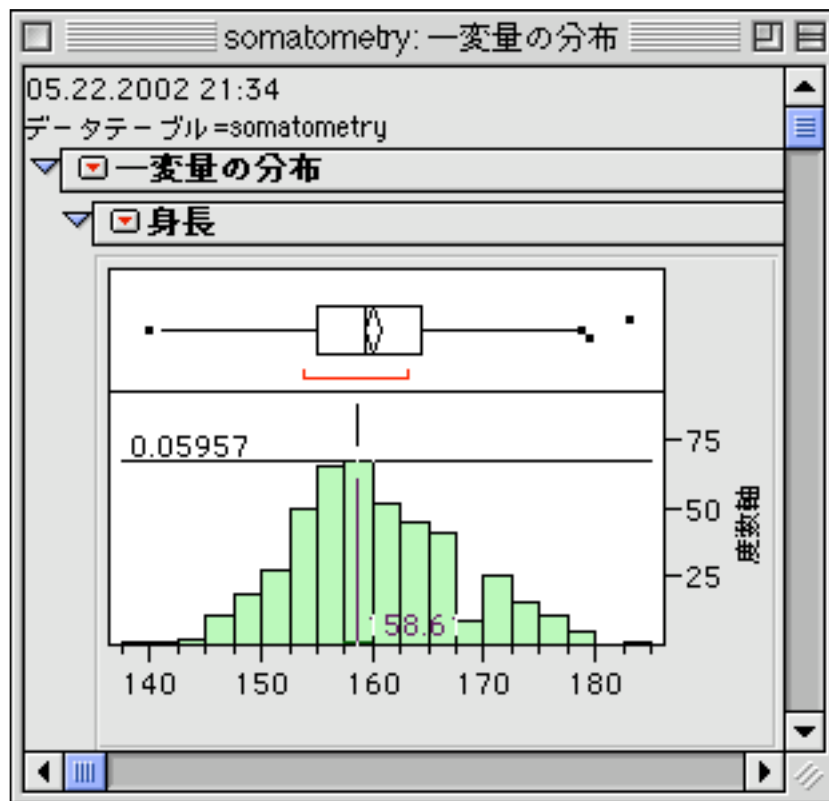 somatometry: 一変量の分布
05.22.2002 21:34
データテーブル=somatometry
一変量の分布
身長
0.05957
75
50
25
度数軸
158.61
140 150 160 170 180